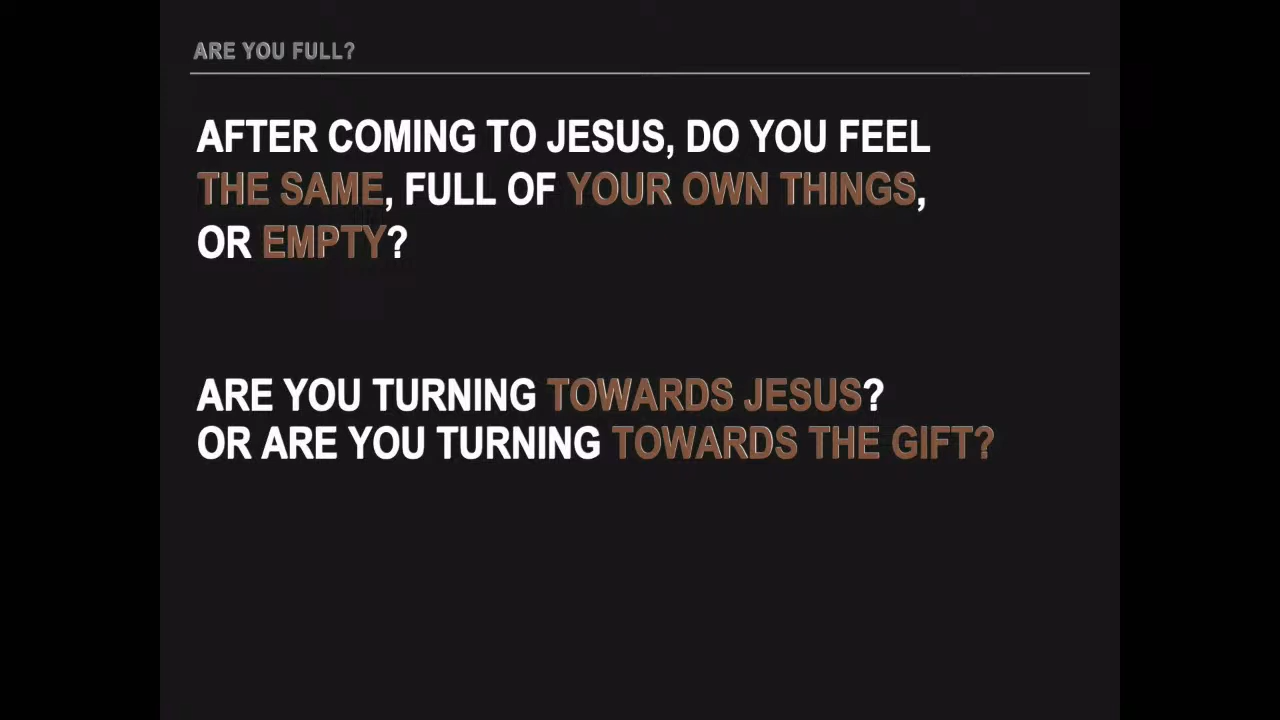 ARE YOU FULL?
AFTER COMING TO JESUS, DO YOU FEEL
THE SAME, FULL OF YOUR OWN THINGS,
OR EMPTY?
ARE YOU TURNING TOWARDS JESUS?
OR ARE YOU TURNING TOWARDS THE GIFT?